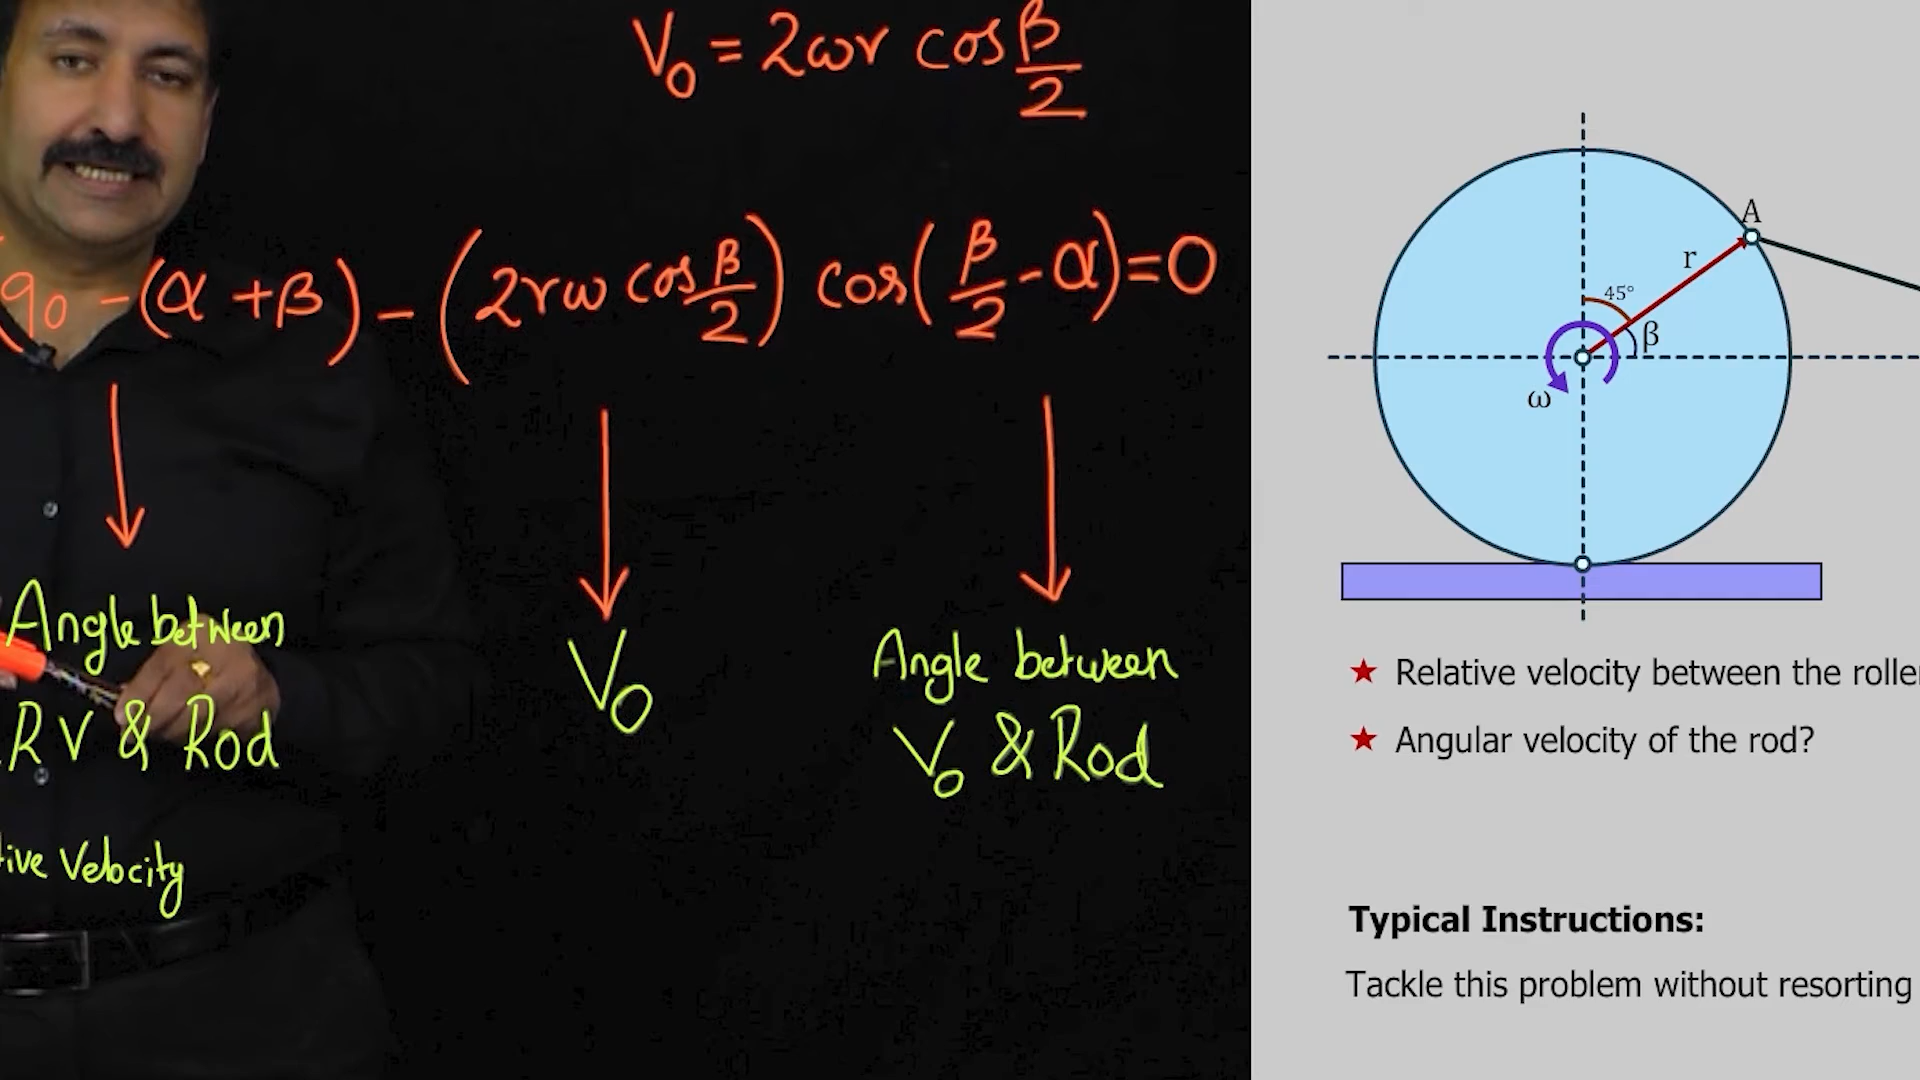 V₀ = 2ωr cos β/2
(90 - (α + β)) - (2rω cos β/2) cos(β/2 - α) = 0
Angle between
RV & Rod
V₀
Angle between
V₀ & Rod
tive Velocity
A
r
45°
β
ω
★ Relative velocity between the roller
★ Angular velocity of the rod?
Typical Instructions:
Tackle this problem without resorting